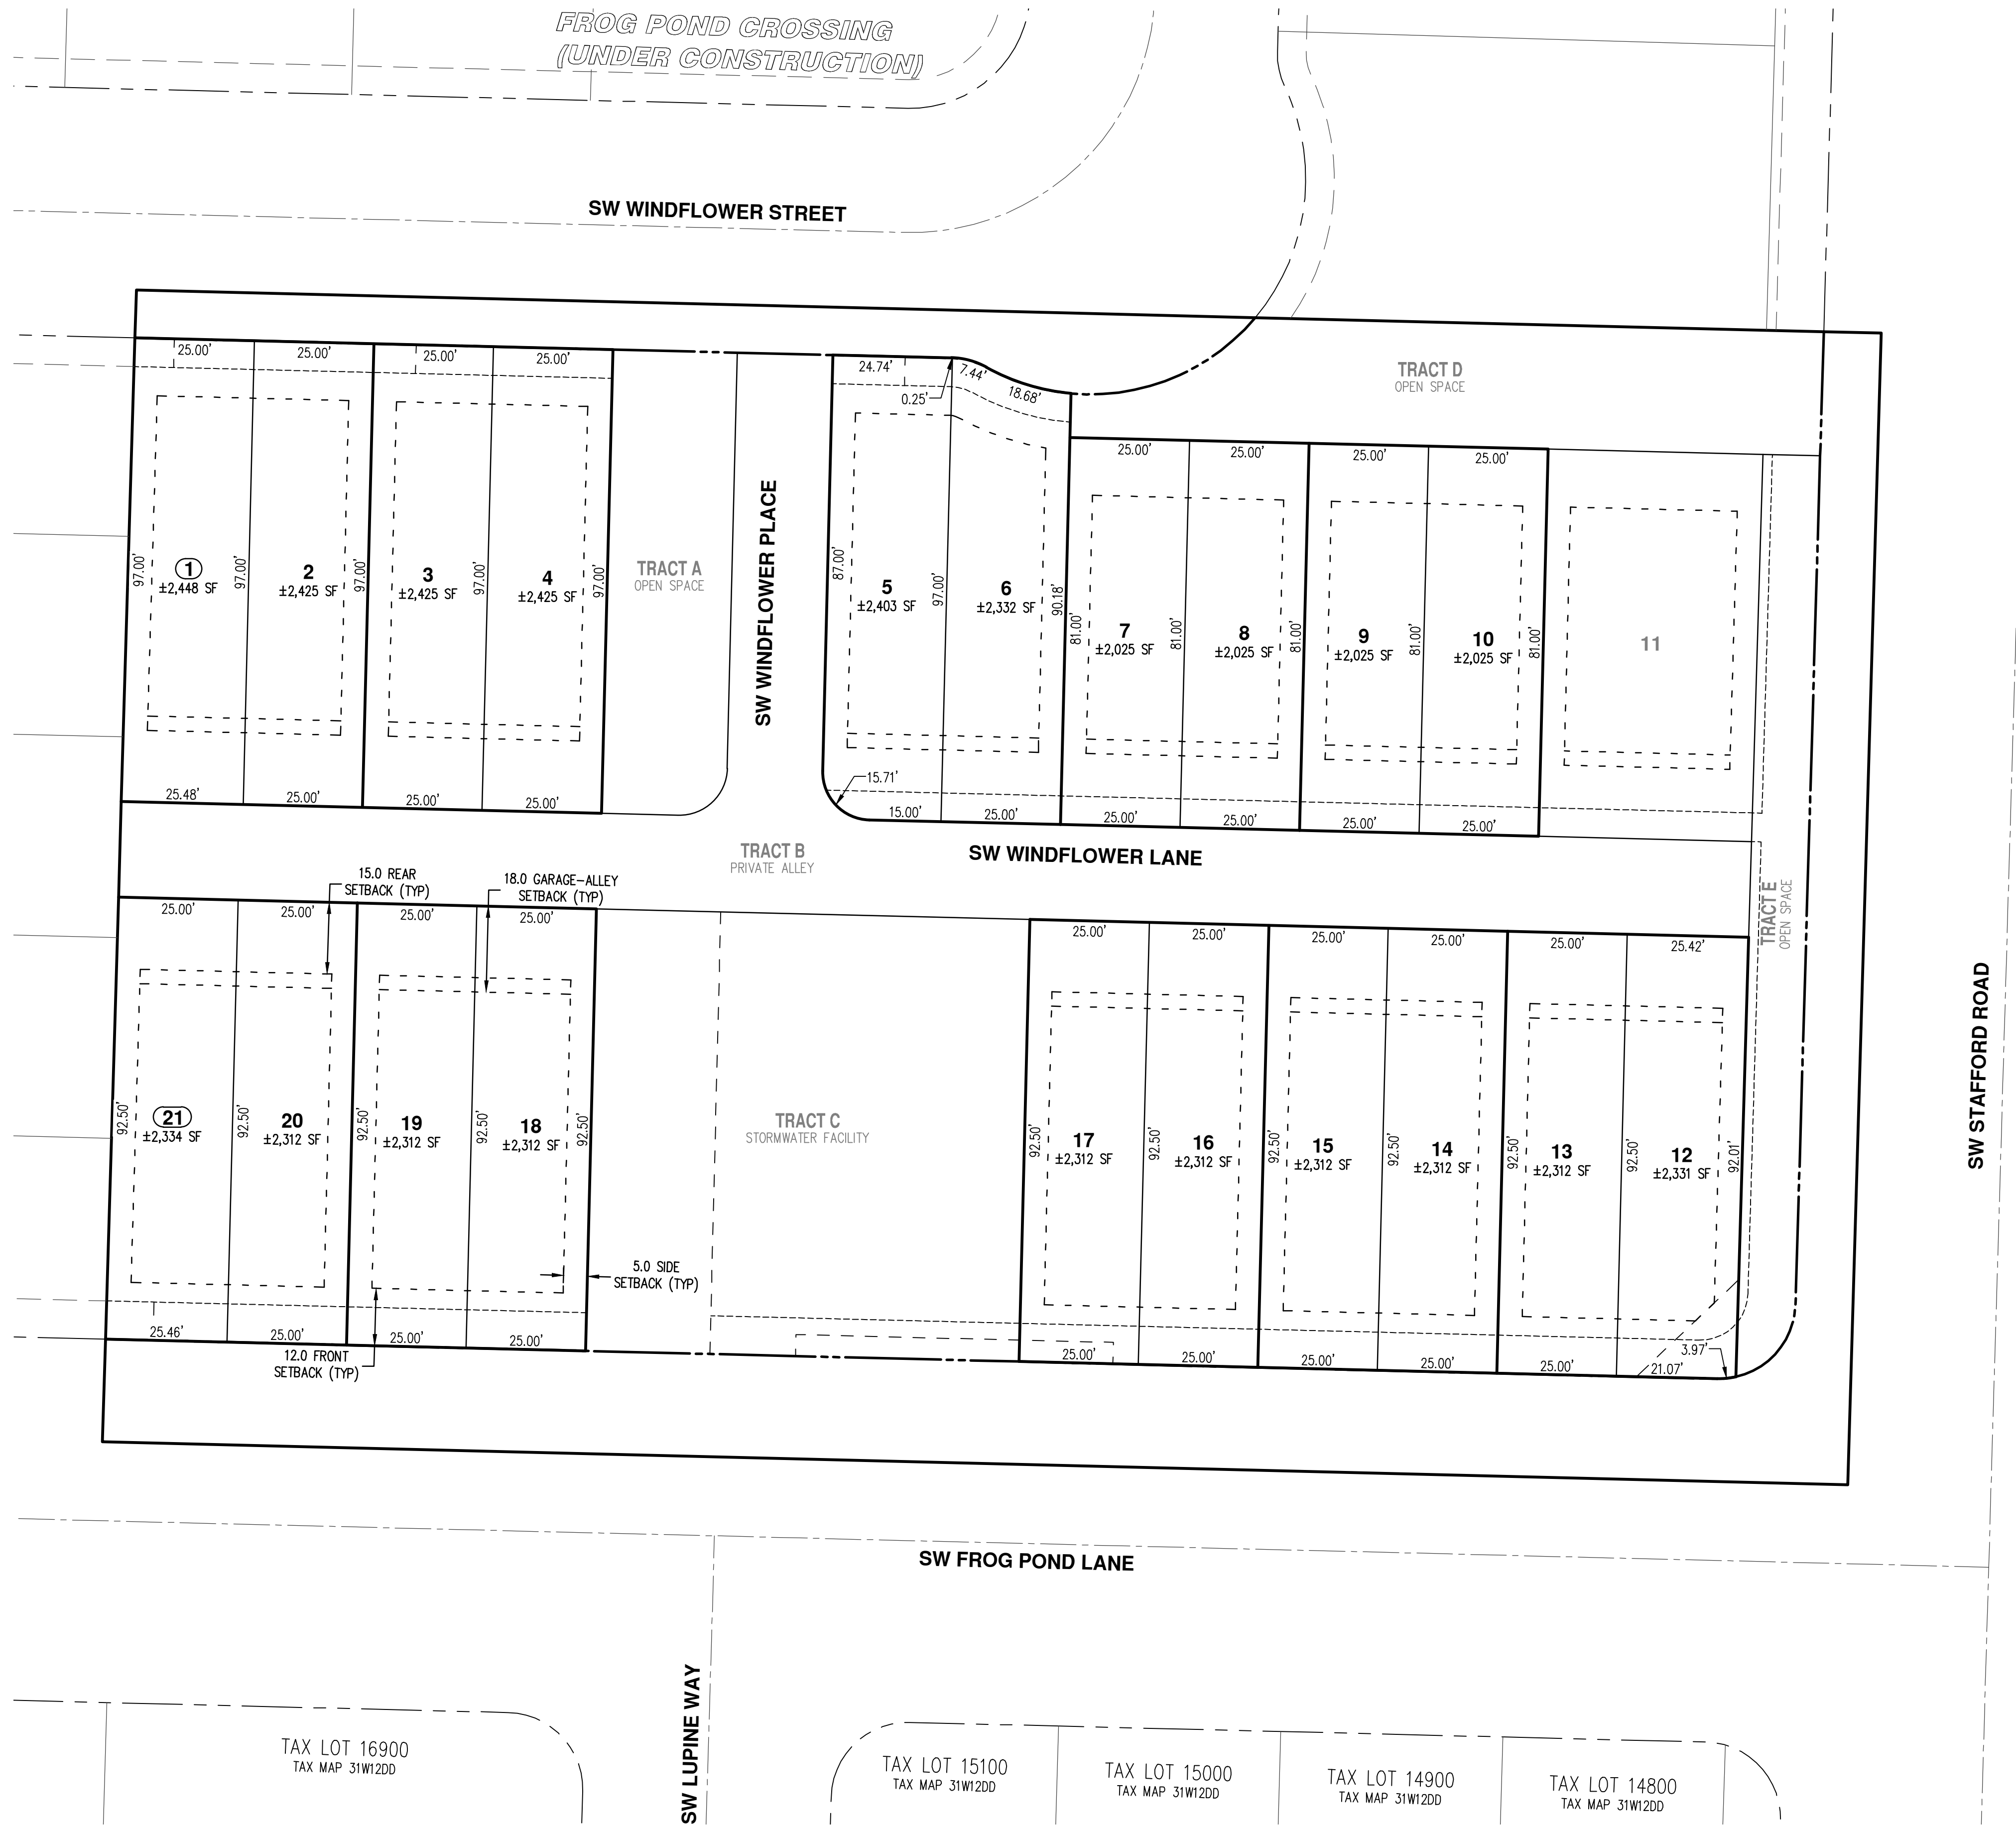 FROG POND CROSSING
(UNDER CONSTRUCTION)
SW WINDFLOWER STREET
25.00'
25.00'
25.00'
25.00'
24.74'
0.25'
7.44'
18.68'
TRACT D
OPEN SPACE
25.00'
25.00'
25.00'
25.00'
97.00'
1
±2,448 SF
97.00'
2
±2,425 SF
97.00'
3
±2,425 SF
97.00'
4
±2,425 SF
97.00'
TRACT A
OPEN SPACE
SW WINDFLOWER PLACE
87.00'
5
±2,403 SF
97.00'
6
±2,332 SF
90.18'
81.00'
7
±2,025 SF
81.00'
8
±2,025 SF
81.00'
9
±2,025 SF
81.00'
10
±2,025 SF
81.00'
11
25.48'
25.00'
25.00'
25.00'
15.71'
15.00'
25.00'
25.00'
25.00'
25.00'
25.00'
TRACT B
PRIVATE ALLEY
SW WINDFLOWER LANE
15.0 REAR
SETBACK (TYP)
18.0 GARAGE-ALLEY
SETBACK (TYP)
TRACT E
OPEN SPACE
25.00'
25.00'
25.00'
25.00'
25.00'
25.00'
25.00'
25.00'
25.00'
25.42'
92.50'
21
±2,334 SF
92.50'
20
±2,312 SF
92.50'
19
±2,312 SF
92.50'
18
±2,312 SF
92.50'
TRACT C
STORMWATER FACILITY
92.50'
17
±2,312 SF
92.50'
16
±2,312 SF
92.50'
15
±2,312 SF
92.50'
14
±2,312 SF
92.50'
13
±2,312 SF
92.50'
12
±2,331 SF
92.01'
SW STAFFORD ROAD
5.0 SIDE
SETBACK (TYP)
25.46'
25.00'
25.00'
25.00'
12.0 FRONT
SETBACK (TYP)
25.00'
25.00'
25.00'
25.00'
25.00'
21.07'
3.97'
SW FROG POND LANE
SW LUPINE WAY
TAX LOT 16900
TAX MAP 31W12DD
TAX LOT 15100
TAX MAP 31W12DD
TAX LOT 15000
TAX MAP 31W12DD
TAX LOT 14900
TAX MAP 31W12DD
TAX LOT 14800
TAX MAP 31W12DD